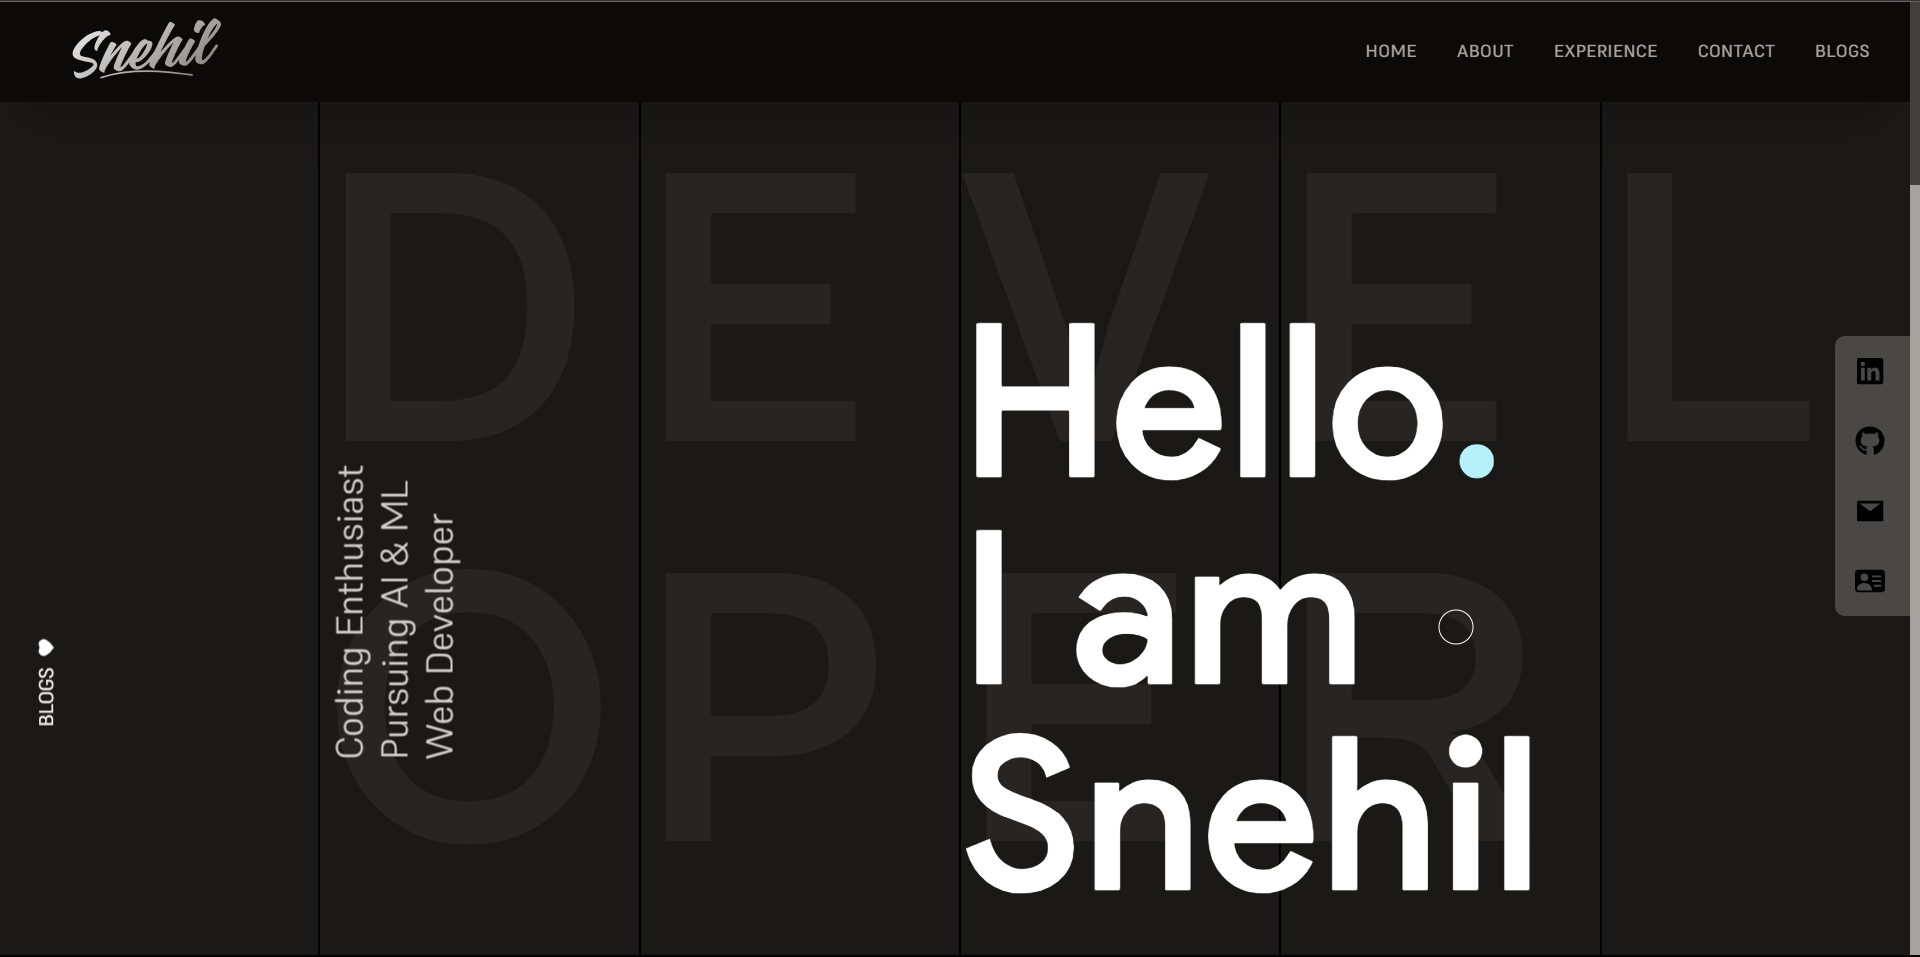 Snehil
HOME ABOUT EXPERIENCE CONTACT BLOGS
DEVEL
OPER
Hello.
I am
Snehil
Coding Enthusiast
Pursuing AI & ML
Web Developer
BLOGS
in